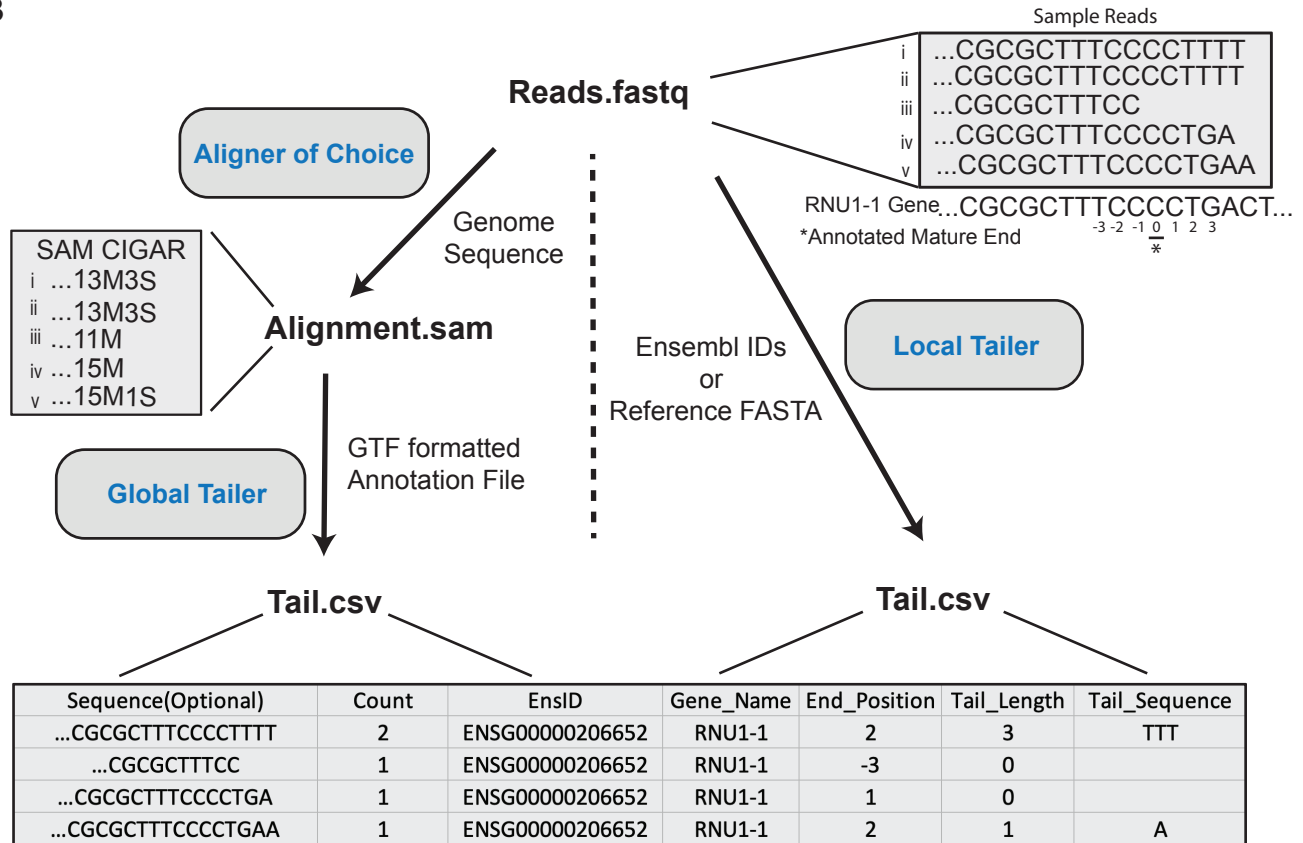 B
Sample Reads
i ...CGCGCTTTCCCCTTTT
ii ...CGCGCTTTCCCCTTTT
iii ...CGCGCTTTCC
iv ...CGCGCTTTCCCCTGA
v ...CGCGCTTTCCCCTGAA
RNU1-1 Gene...CGCGCTTTCCCCTGACT...
*Annotated Mature End
-3 -2 -1 0 1 2 3
*
Reads.fastq
Aligner of Choice
Genome
Sequence
SAM CIGAR
i ...13M3S
ii ...13M3S
iii ...11M
iv ...15M
v ...15M1S
Alignment.sam
Ensembl IDs
or
Reference FASTA
Local Tailer
GTF formatted
Annotation File
Global Tailer
Tail.csv
Tail.csv
Sequence(Optional) Count EnsID Gene_Name End_Position Tail_Length Tail_Sequence
...CGCGCTTTCCCCTTTT 2 ENSG00000206652 RNU1-1 2 3 TTT
...CGCGCTTTCC 1 ENSG00000206652 RNU1-1 -3 0
...CGCGCTTTCCCCTGA 1 ENSG00000206652 RNU1-1 1 0
...CGCGCTTTCCCCTGAA 1 ENSG00000206652 RNU1-1 2 1 A